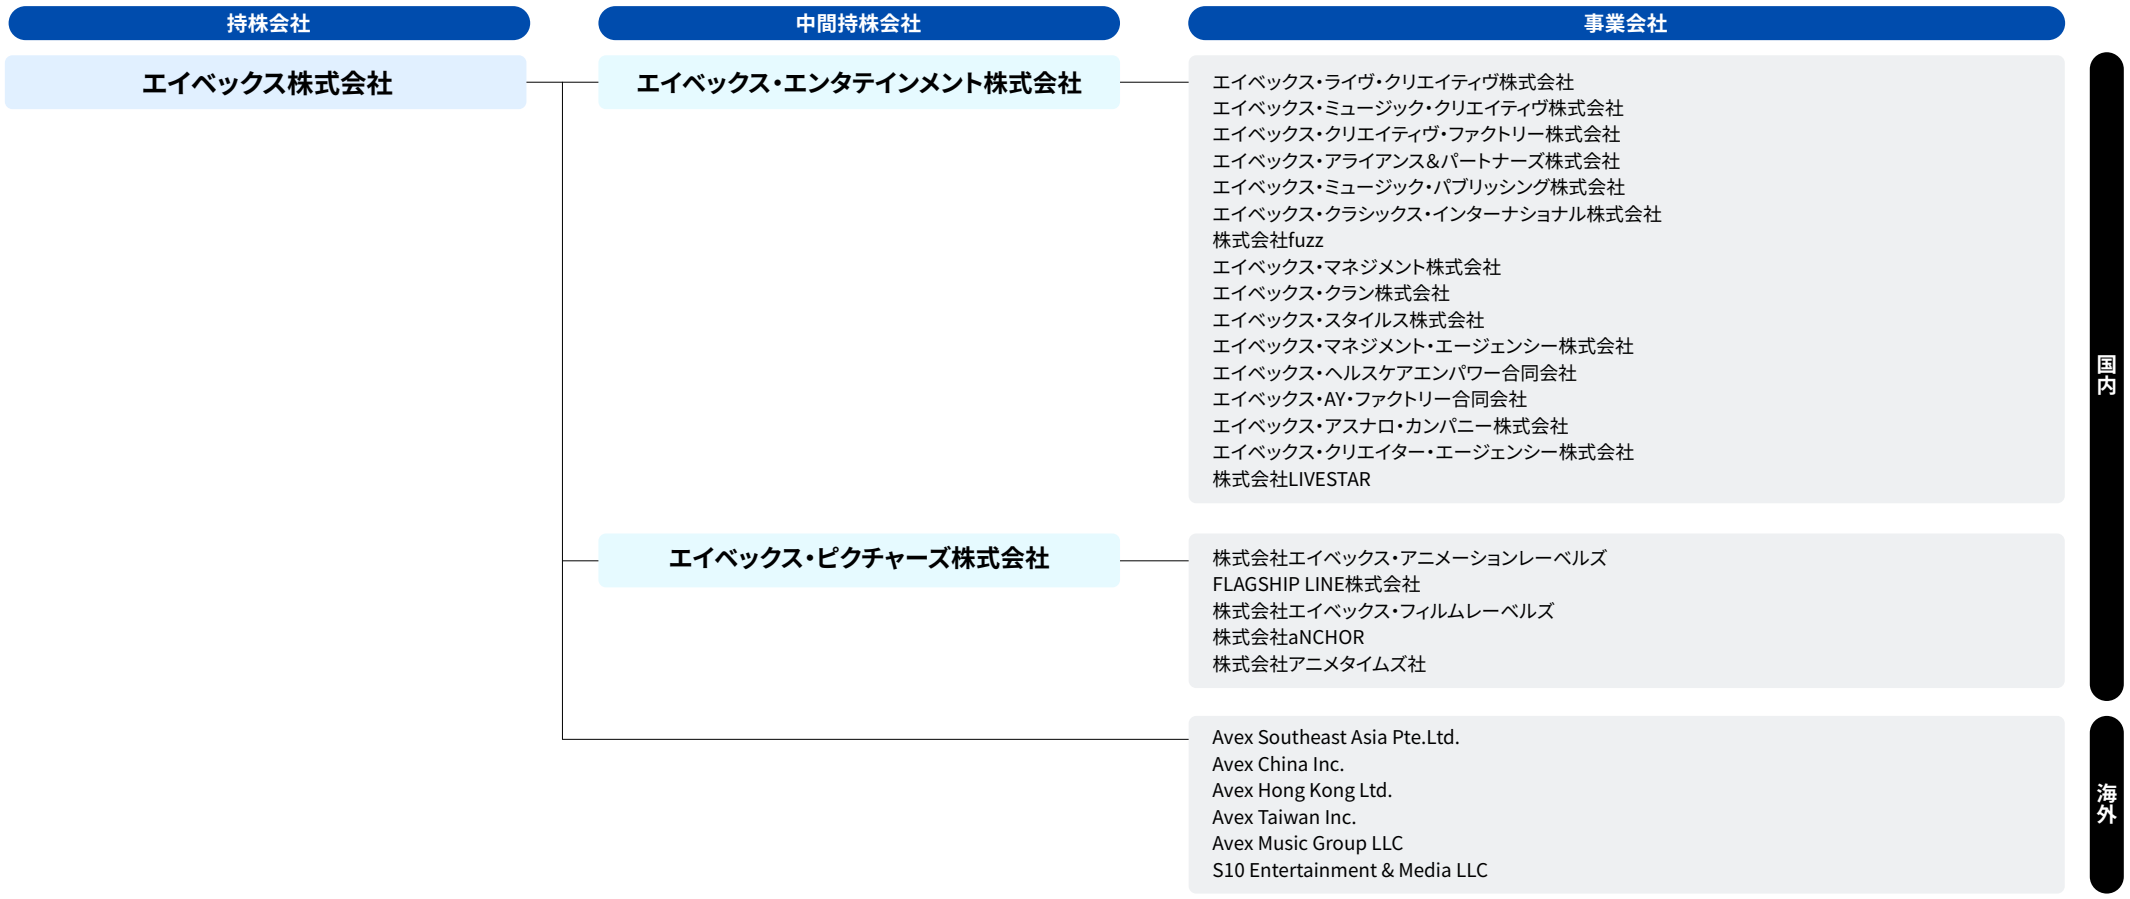 持株会社
中間持株会社
事業会社
エイベックス株式会社
エイベックス・エンタテインメント株式会社
エイベックス・ライヴ・クリエイティヴ株式会社
エイベックス・ミュージック・クリエイティヴ株式会社
エイベックス・クリエイティヴ・ファクトリー株式会社
エイベックス・アライアンス&パートナーズ株式会社
エイベックス・ミュージック・パブリッシング株式会社
エイベックス・クラシックス・インターナショナル株式会社
株式会社fuzz
エイベックス・マネジメント株式会社
エイベックス・クラン株式会社
エイベックス・スタイルス株式会社
エイベックス・マネジメント・エージェンシー株式会社
エイベックス・ヘルスケアエンパワー合同会社
エイベックス・AY・ファクトリー合同会社
エイベックス・アスナロ・カンパニー株式会社
エイベックス・クリエイター・エージェンシー株式会社
株式会社LIVESTAR
国内
エイベックス・ピクチャーズ株式会社
株式会社エイベックス・アニメーションレーベルズ
FLAGSHIP LINE株式会社
株式会社エイベックス・フィルムレーベルズ
株式会社aNCHOR
株式会社アニメタイムズ社
Avex Southeast Asia Pte.Ltd.
Avex China Inc.
Avex Hong Kong Ltd.
Avex Taiwan Inc.
Avex Music Group LLC
S10 Entertainment & Media LLC
海外